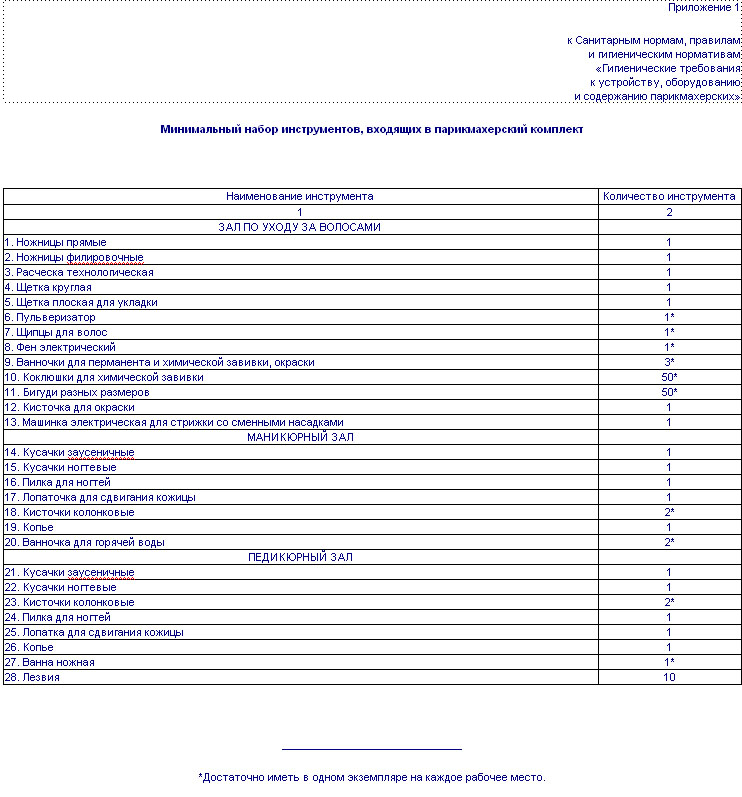 Приложение 1
к Санитарным нормам, правилам
и гигиеническим нормативам
«Гигиенические требования
к устройству, оборудованию
и содержанию парикмахерских»
Минимальный набор инструментов, входящих в парикмахерский комплект
Наименование инструмента Количество инструмента
1 2
ЗАЛ ПО УХОДУ ЗА ВОЛОСАМИ
1. Ножницы прямые 1
2. Ножницы филировочные 1
3. Расческа технологическая 1
4. Щетка круглая 1
5. Щетка плоская для укладки 1
6. Пульверизатор 1*
7. Щипцы для волос 1*
8. Фен электрический 1*
9. Ванночки для перманента и химической завивки, окраски 3*
10. Коклюшки для химической завивки 50*
11. Бигуди разных размеров 50*
12. Кисточка для окраски 1
13. Машинка электрическая для стрижки со сменными насадками 1
МАНИКЮРНЫЙ ЗАЛ
14. Кусачки заусеничные 1
15. Кусачки ногтевые 1
16. Пилка для ногтей 1
17. Лопаточка для сдвигания кожицы 1
18. Кисточки колонковые 2*
19. Копье 1
20. Ванночка для горячей воды 2*
ПЕДИКЮРНЫЙ ЗАЛ
21. Кусачки заусеничные 1
22. Кусачки ногтевые 1
23. Кисточки колонковые 2*
24. Пилка для ногтей 1
25. Лопатка для сдвигания кожицы 1
26. Копье 1
27. Ванна ножная 1*
28. Лезвия 10
*Достаточно иметь в одном экземпляре на каждое рабочее место.